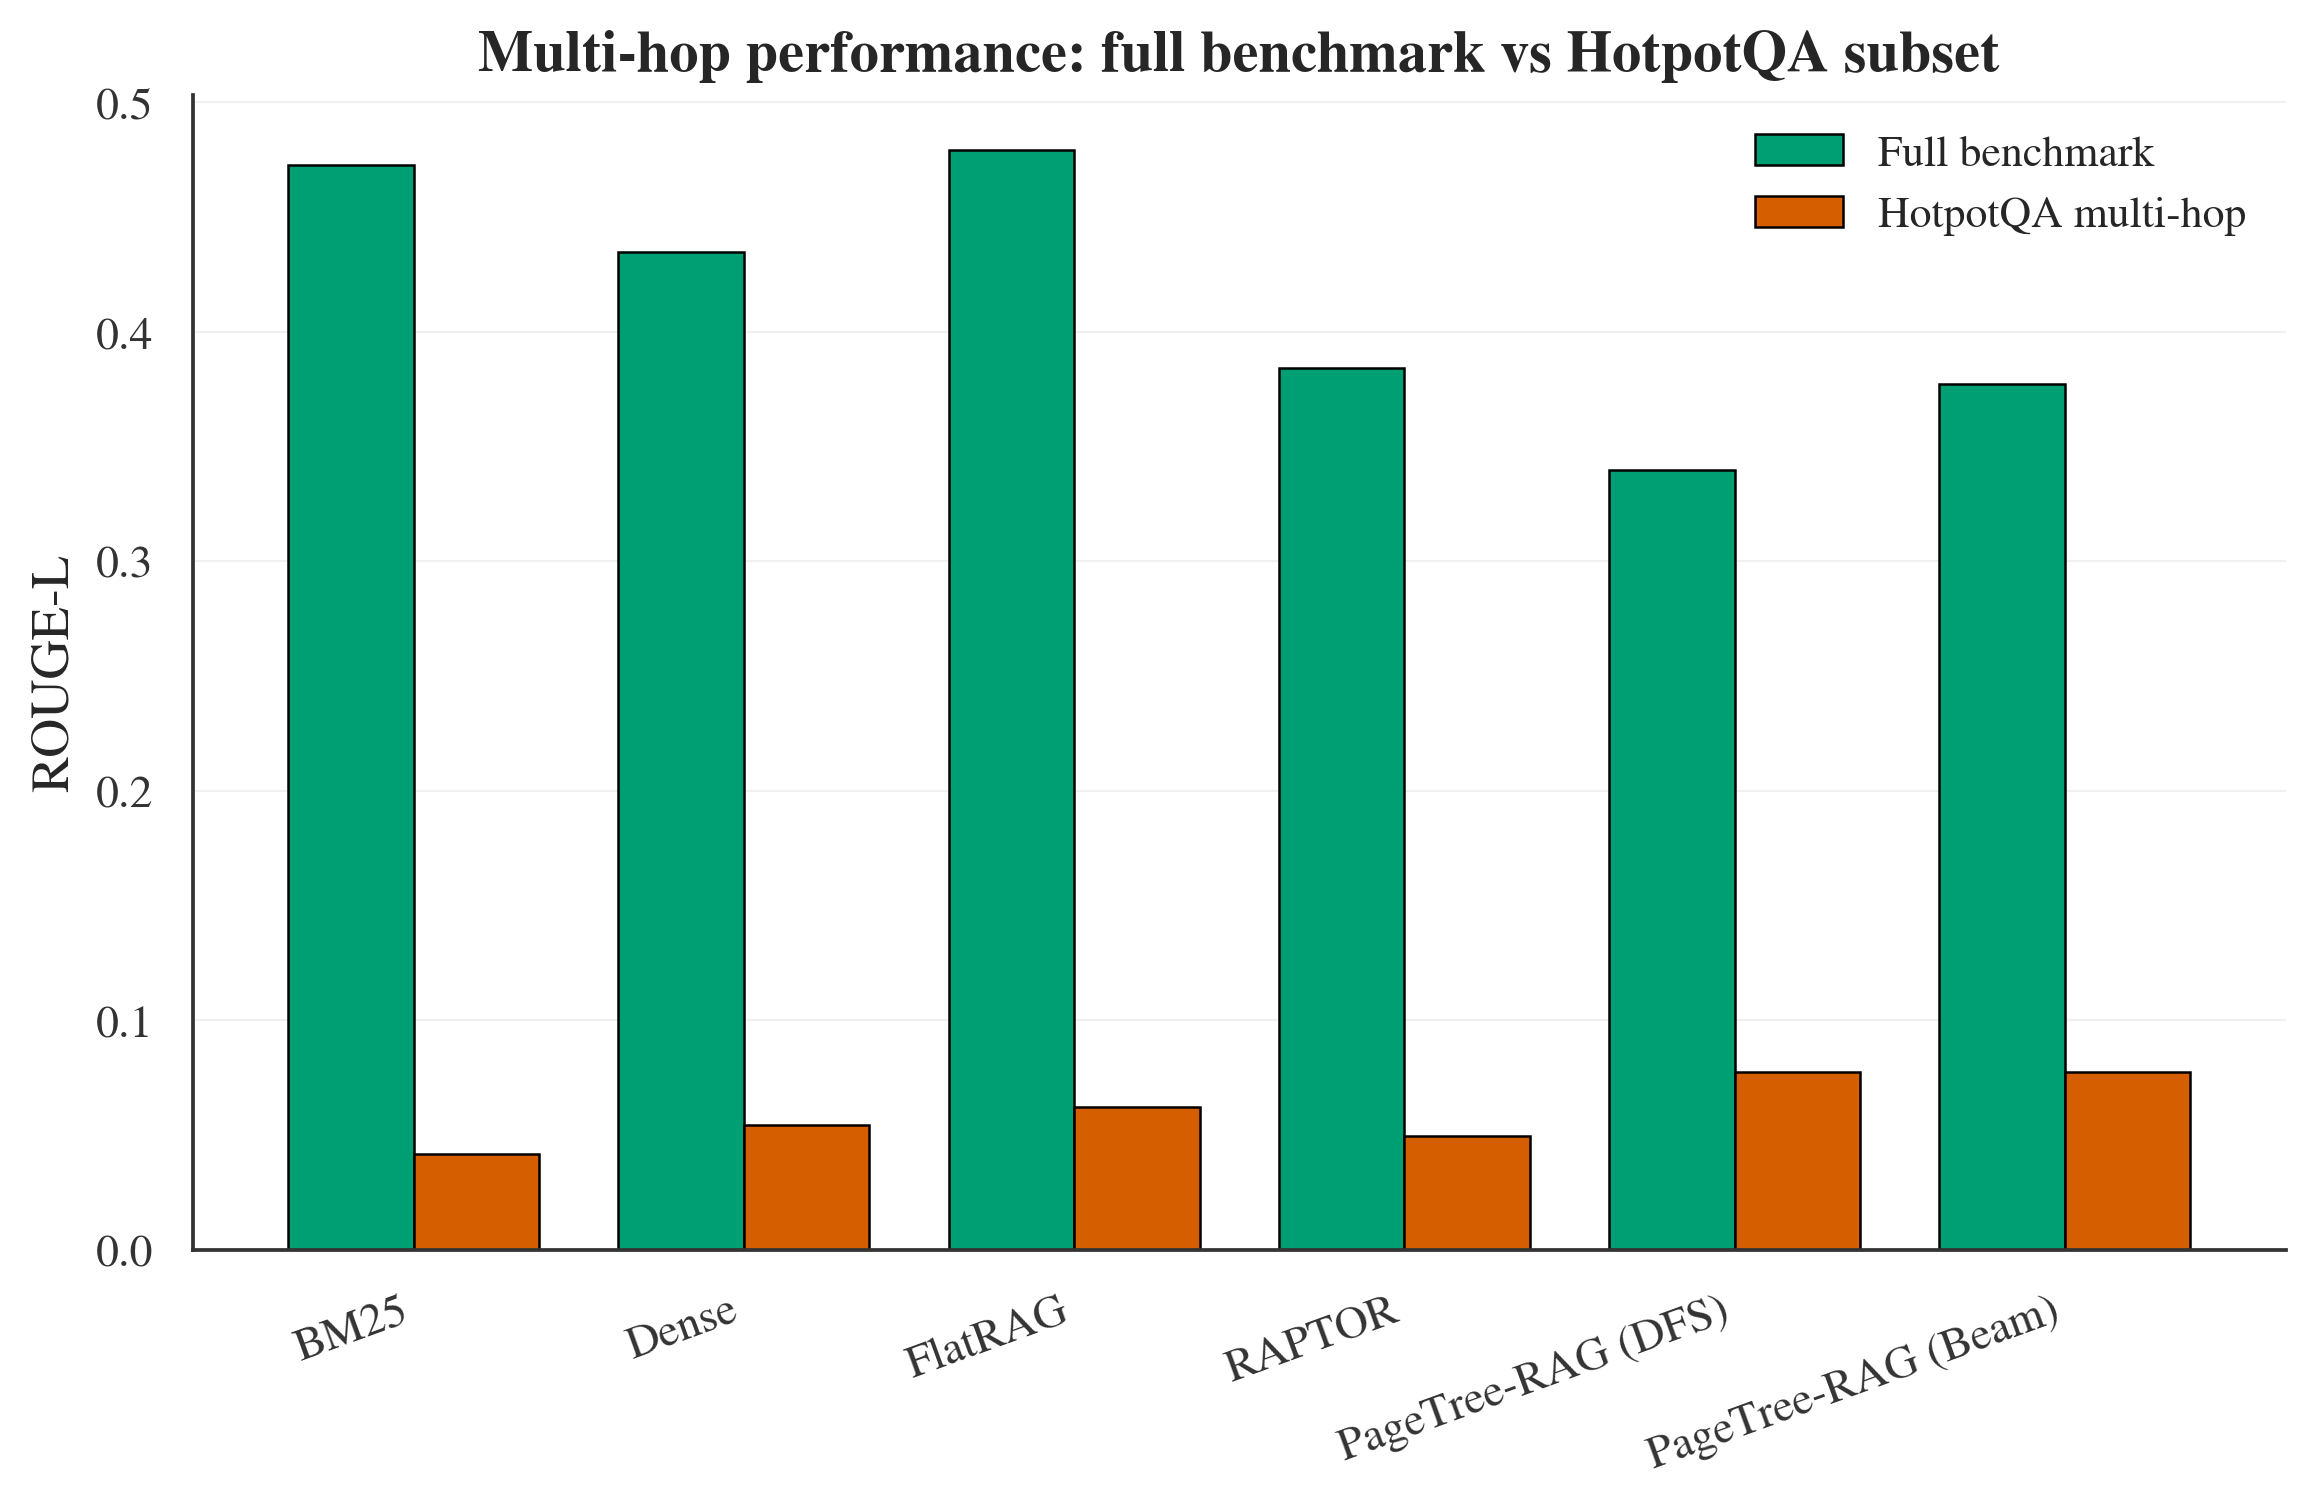 Multi-hop performance: full benchmark vs HotpotQA subset
Full benchmark
HotpotQA multi-hop
ROUGE-L
0.5
0.4
0.3
0.2
0.1
0.0
BM25
Dense
FlatRAG
RAPTOR
PageTree-RAG (DFS)
PageTree-RAG (Beam)